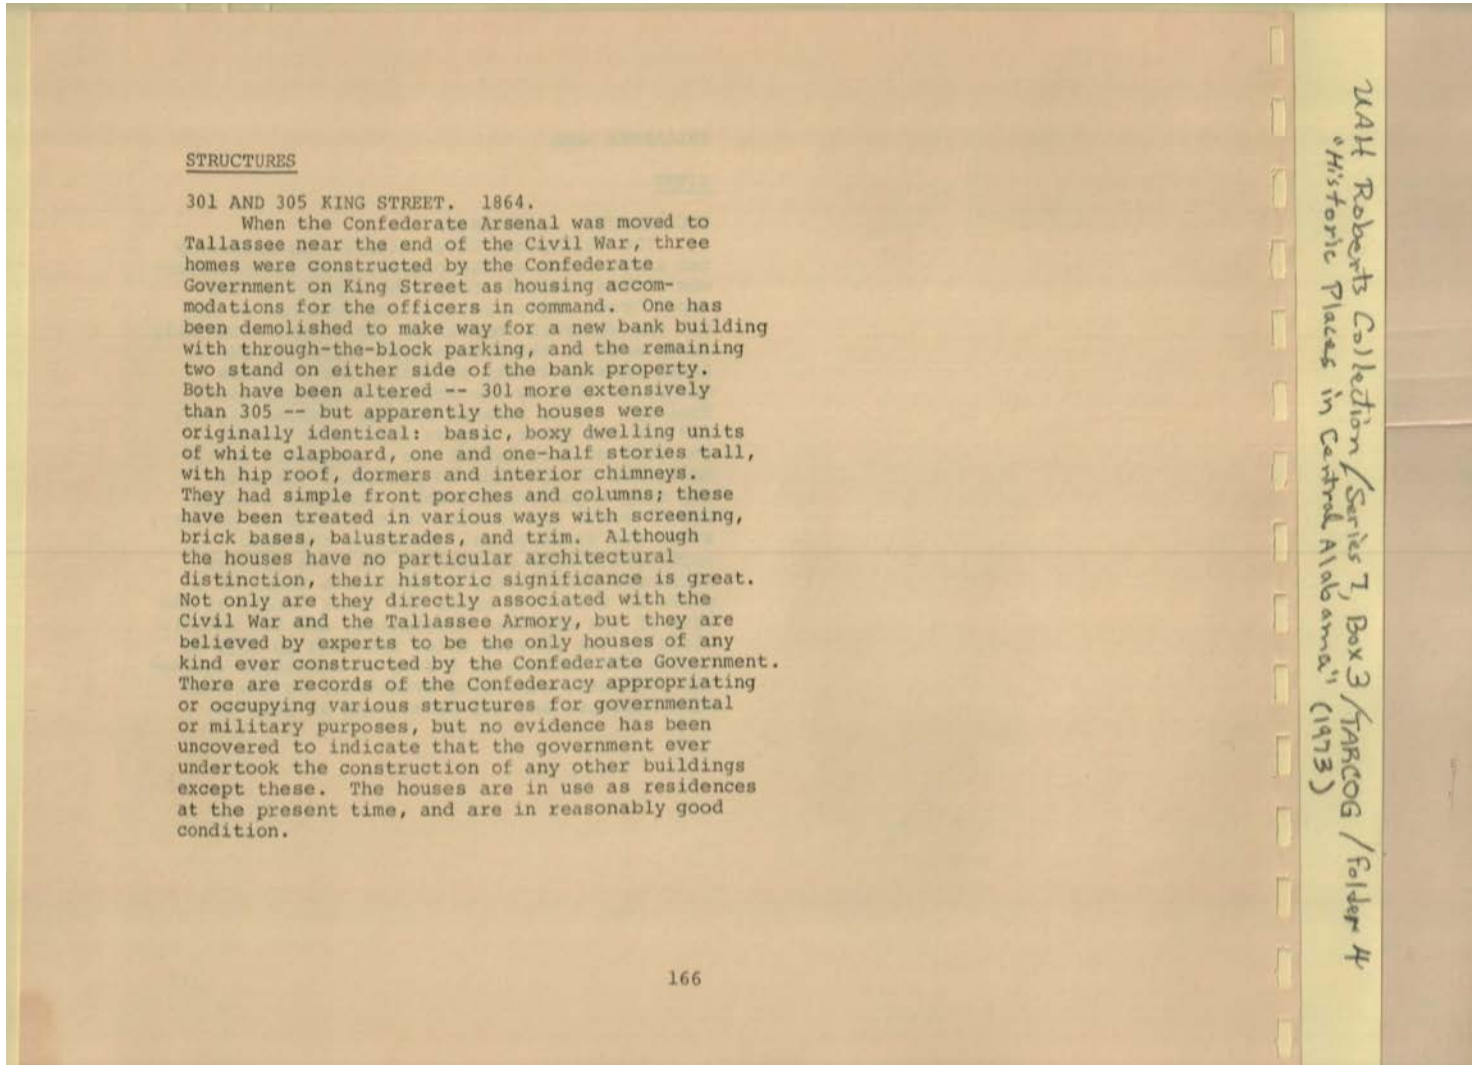 STRUCTURES
301 AND 305 KING STREET. 1864.
When the Confederate Arsenal was moved to
Tallassee near the end of the Civil War, three
homes were constructed by the Confederate
Government on King Street as housing accom-
modations for the officers in command. One has
been demolished to make way for a new bank building
with through-the-block parking, and the remaining
two stand on either side of the bank property.
Both have been altered -- 301 more extensively
than 305 -- but apparently the houses were
originally identical: basic, boxy dwelling units
of white clapboard, one and one-half stories tall,
with hip roof, dormers and interior chimneys.
They had simple front porches and columns; these
have been treated in various ways with screening,
brick bases, balustrades, and trim. Although
the houses have no particular architectural
distinction, their historic significance is great.
Not only are they directly associated with the
Civil War and the Tallassee Armory, but they are
believed by experts to be the only houses of any
kind ever constructed by the Confederate Government.
There are records of the Confederacy appropriating
or occupying various structures for governmental
or military purposes, but no evidence has been
uncovered to indicate that the government ever
undertook the construction of any other buildings
except these. The houses are in use as residences
at the present time, and are in reasonably good
condition.
166
UAH Roberts Collection/Series 7, Box 3/TARCOG/folder 4
"Historic Places in Central Alabama" (1973)